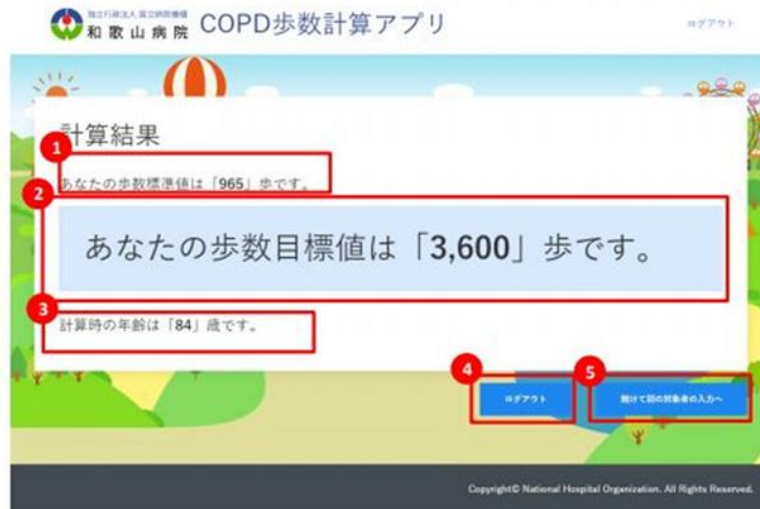 独立行政法人 国立病院機構
和歌山病院 COPD歩数計算アプリ
ログアウト
計算結果
1
あなたの歩数標準値は「965」歩です。
2
あなたの歩数目標値は「3,600」歩です。
3
計算時の年齢は「84」歳です。
4
5
ログアウト
続けて別の対象者の入力へ
Copyright© National Hospital Organization. All Rights Reserved.